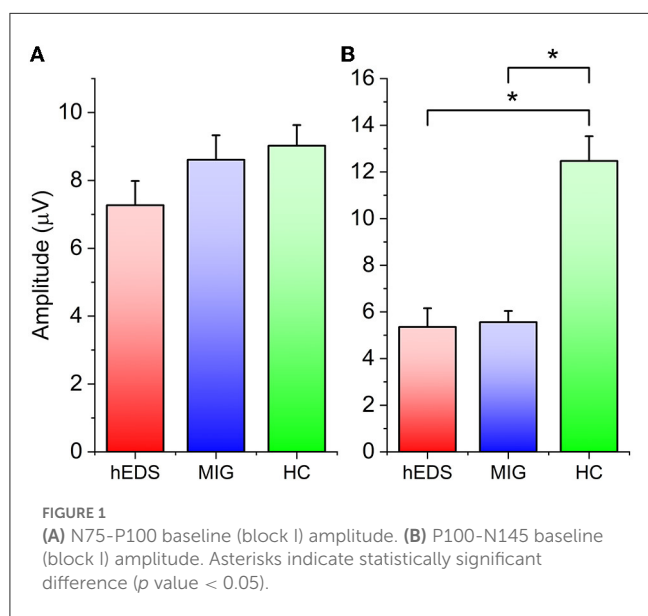 A
B
Amplitude (μV)
10
8
6
4
2
0
hEDS MIG HC
16
14
12
10
8
6
4
2
0
* 
*
hEDS MIG HC
FIGURE 1
(A) N75-P100 baseline (block I) amplitude. (B) P100-N145 baseline
(block I) amplitude. Asterisks indicate statistically significant
difference (p value < 0.05).